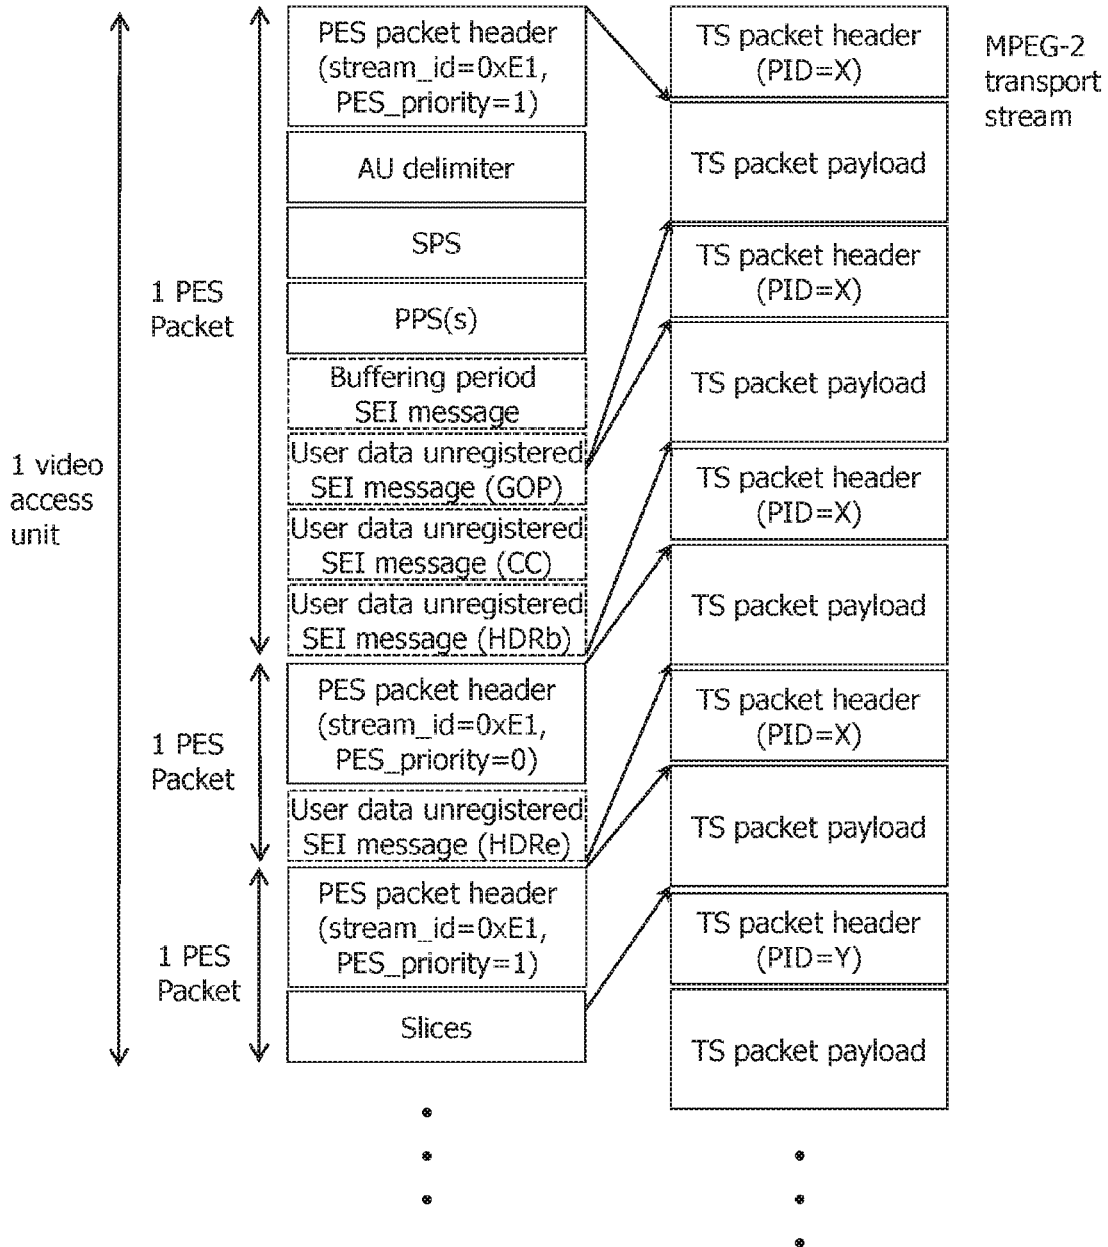 1 video
access
unit
1 PES
Packet
1 PES
Packet
1 PES
Packet
PES packet header
(stream_id=0xE1,
PES_priority=1)
AU delimiter
SPS
PPS(s)
Buffering period
SEI message
User data unregistered
SEI message (GOP)
User data unregistered
SEI message (CC)
User data unregistered
SEI message (HDRb)
PES packet header
(stream_id=0xE1,
PES_priority=0)
User data unregistered
SEI message (HDRe)
PES packet header
(stream_id=0xE1,
PES_priority=1)
Slices
TS packet header
(PID=X)
TS packet payload
TS packet header
(PID=X)
TS packet payload
TS packet header
(PID=X)
TS packet payload
TS packet header
(PID=X)
TS packet payload
TS packet header
(PID=Y)
TS packet payload
MPEG-2
transport
stream